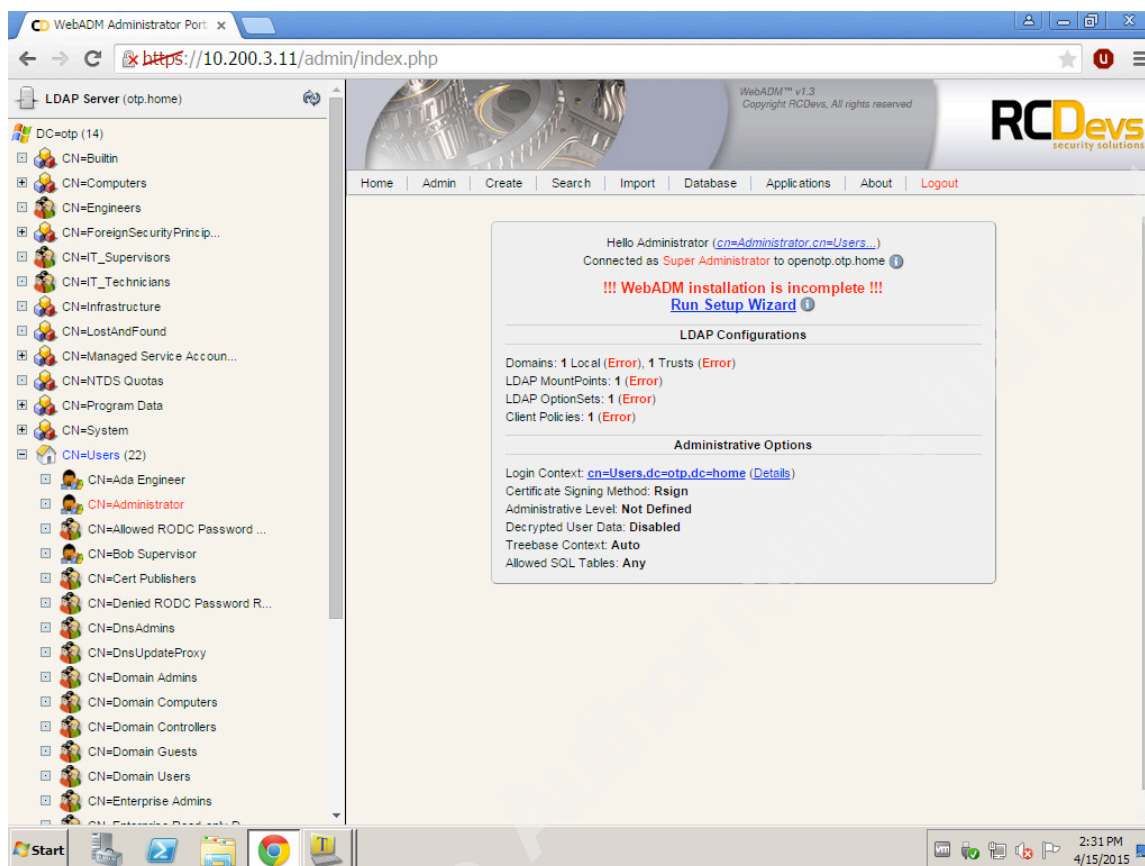 WebADM Administrator Port
https://10.200.3.11/admin/index.php
LDAP Server (otp.home)
DC=otp (14)
CN=Builtin
CN=Computers
CN=Engineers
CN=ForeignSecurityPrincip...
CN=IT_Supervisors
CN=IT_Technicians
CN=Infrastructure
CN=LostAndFound
CN=Managed Service Accoun...
CN=NTDS Quotas
CN=Program Data
CN=System
CN=Users (22)
CN=Ada Engineer
CN=Administrator
CN=Allowed RODC Password ...
CN=Bob Supervisor
CN=Cert Publishers
CN=Denied RODC Password R...
CN=DnsAdmins
CN=DnsUpdateProxy
CN=Domain Admins
CN=Domain Computers
CN=Domain Controllers
CN=Domain Guests
CN=Domain Users
CN=Enterprise Admins
WebADM™ v1.3
Copyright RCDevs, All rights reserved
RCDevs
security solutions
Home | Admin | Create | Search | Import | Database | Applications | About | Logout
Hello Administrator (cn=Administrator,cn=Users...)
Connected as Super Administrator to openotp.otp.home
!!! WebADM installation is incomplete !!!
Run Setup Wizard
LDAP Configurations
Domains: 1 Local (Error), 1 Trusts (Error)
LDAP MountPoints: 1 (Error)
LDAP OptionSets: 1 (Error)
Client Policies: 1 (Error)
Administrative Options
Login Context: cn=Users,dc=otp,dc=home (Details)
Certificate Signing Method: Rsign
Administrative Level: Not Defined
Decrypted User Data: Disabled
Treebase Context: Auto
Allowed SQL Tables: Any
Start
2:31 PM
4/15/2015